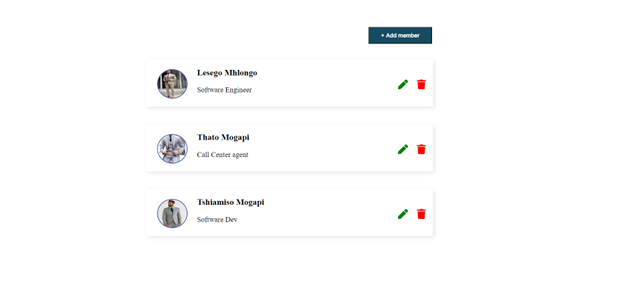 + Add member
Lesego Mhlongo
Software Engineer
Thato Mogapi
Call Center agent
Tshiamiso Mogapi
Software Dev